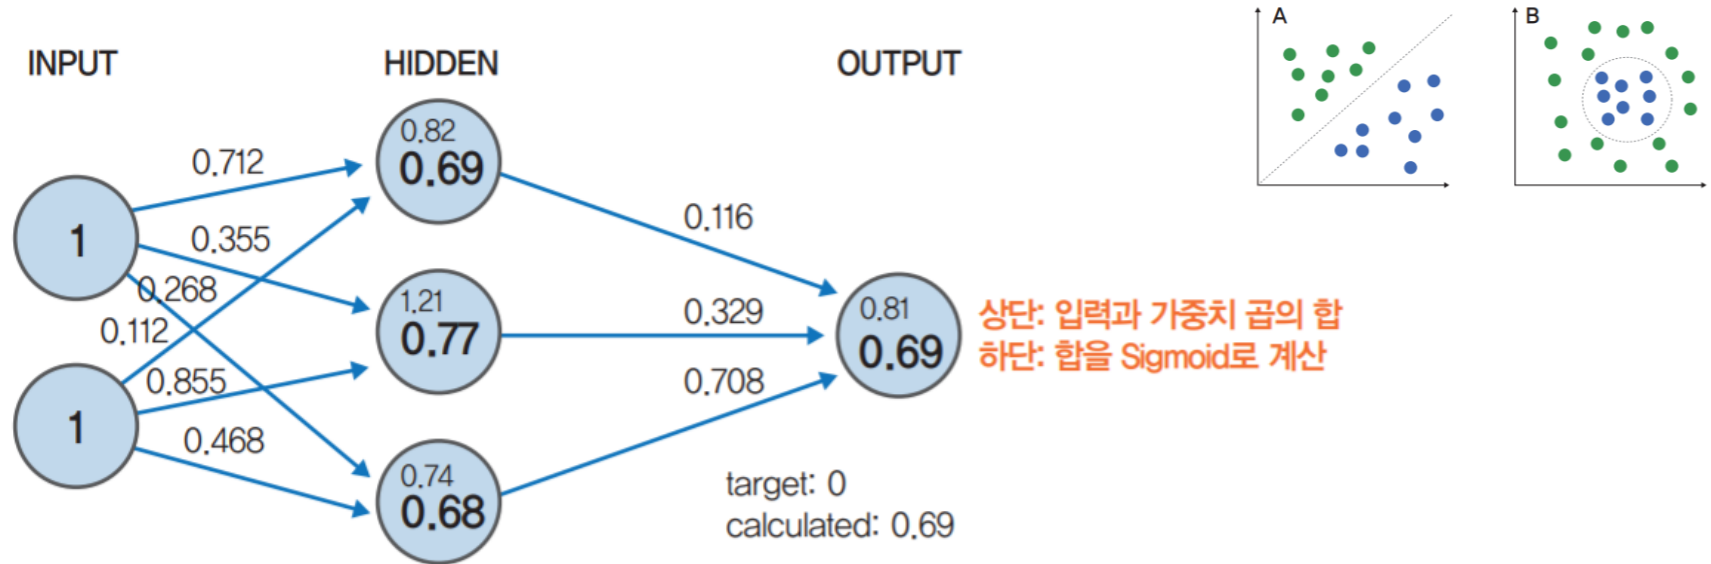 INPUT
HIDDEN
OUTPUT
A
B
0.82
0.69
0.712
1
0.355
0.268
0.112
1
0.855
0.468
1.21
0.77
0.74
0.68
0.116
0.329
0.708
0.81
0.69
상단: 입력과 가중치 곱의 합
하단: 합을 Sigmoid로 계산
target: 0
calculated: 0.69